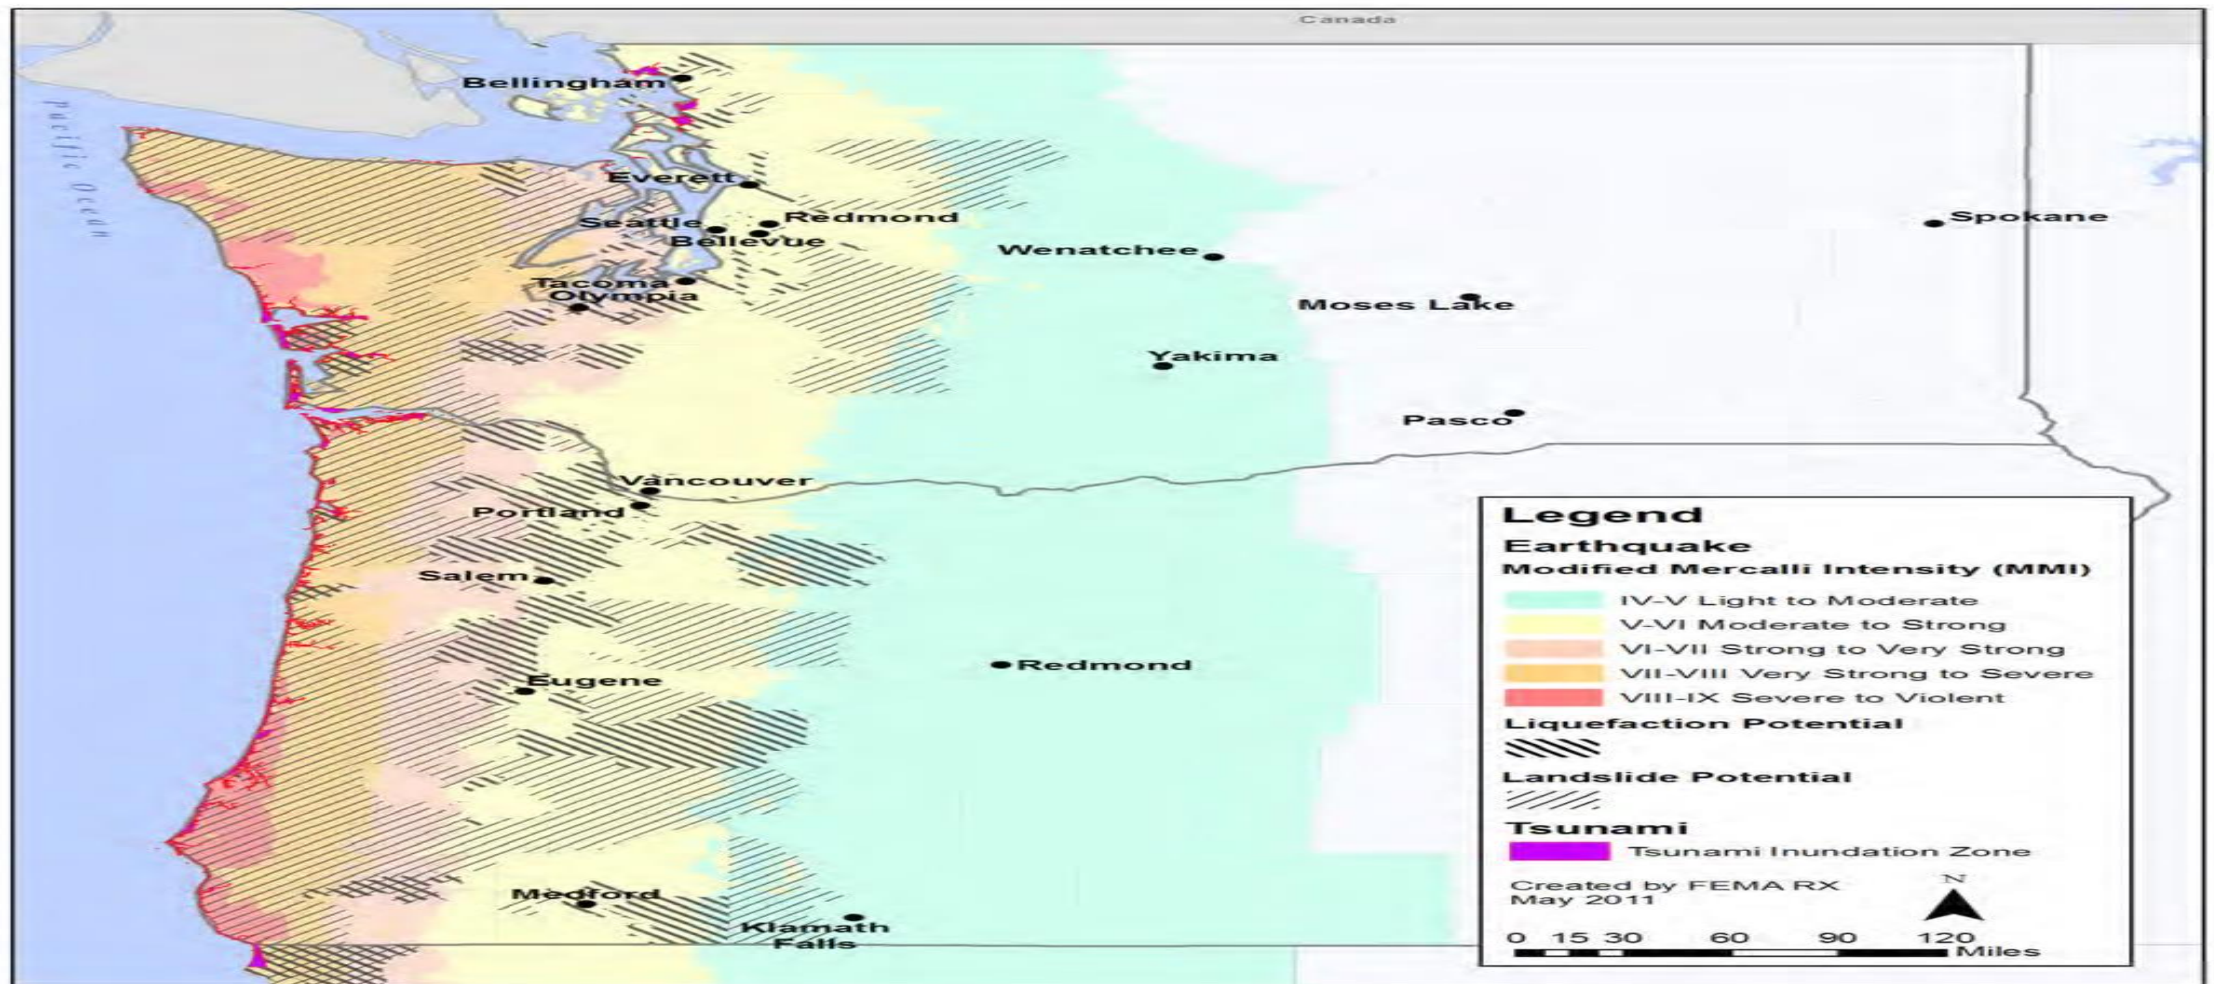 Canada
Pacific Ocean
Bellingham
Everett
Seattle
Redmond
Bellevue
Tacoma
Olympia
Wenatchee
Spokane
Moses Lake
Yakima
Pasco
Vancouver
Portland
Salem
Eugene
Redmond
Medford
Klamath
Falls
Legend
Earthquake
Modified Mercalli Intensity (MMI)
IV-V Light to Moderate
V-VI Moderate to Strong
VI-VII Strong to Very Strong
VII-VIII Very Strong to Severe
VIII-IX Severe to Violent
Liquefaction Potential
Landslide Potential
Tsunami
Tsunami Inundation Zone
Created by FEMA RX
May 2011
N
0 15 30 60 90 120
Miles